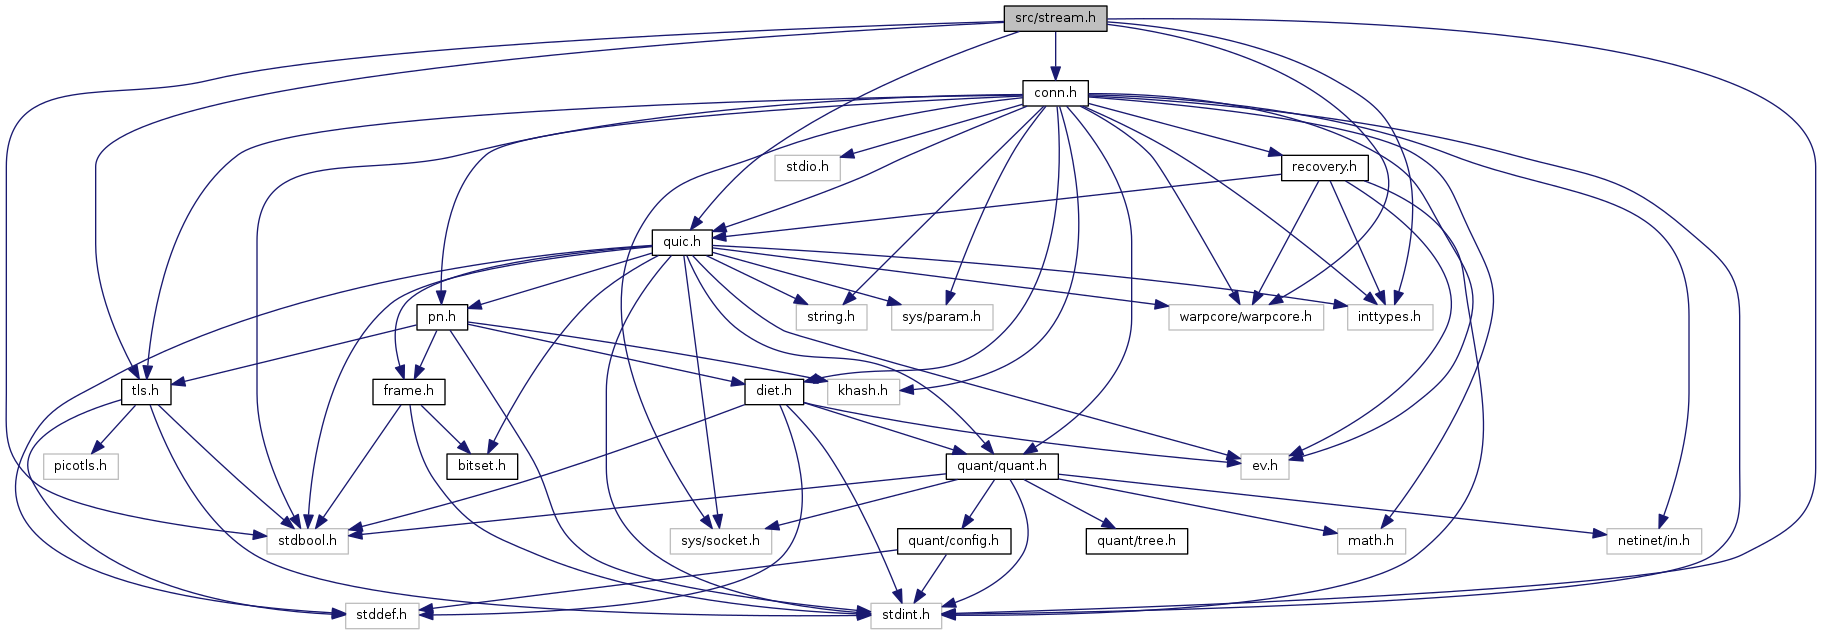 src/stream.h
conn.h
stdio.h
recovery.h
quic.h
pn.h
string.h
sys/param.h
warpcore/warpcore.h
inttypes.h
tls.h
frame.h
diet.h
khash.h
picotls.h
bitset.h
quant/quant.h
ev.h
stdbool.h
sys/socket.h
quant/config.h
quant/tree.h
math.h
netinet/in.h
stddef.h
stdint.h